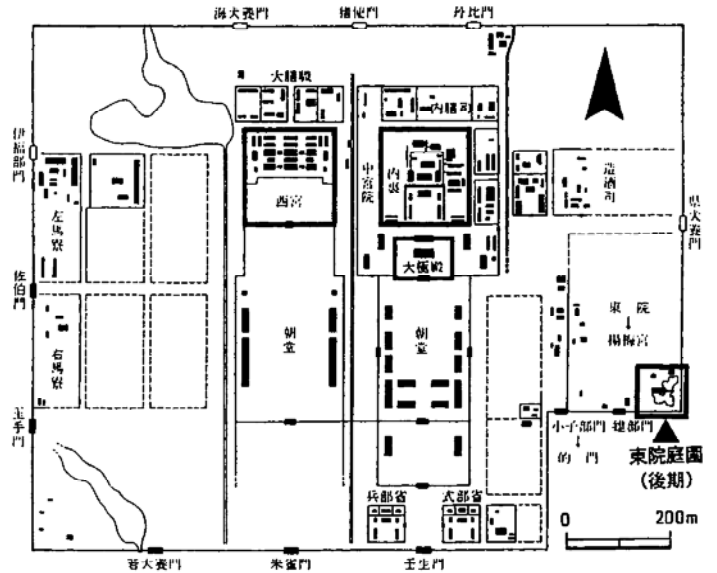 海犬養門
猪使門
丹比門
大膳職
内膳司
伊福部門
左馬寮
西宮
中宮院
内裏
造酒司
県犬養門
佐伯門
大極殿
朝堂
朝堂
東院
↓
楊梅宮
右馬寮
玉手門
小子部門
↓
的門
建部門
東院庭園
(後期)
兵部省
式部省
0 200m
若犬養門
朱雀門
壬生門